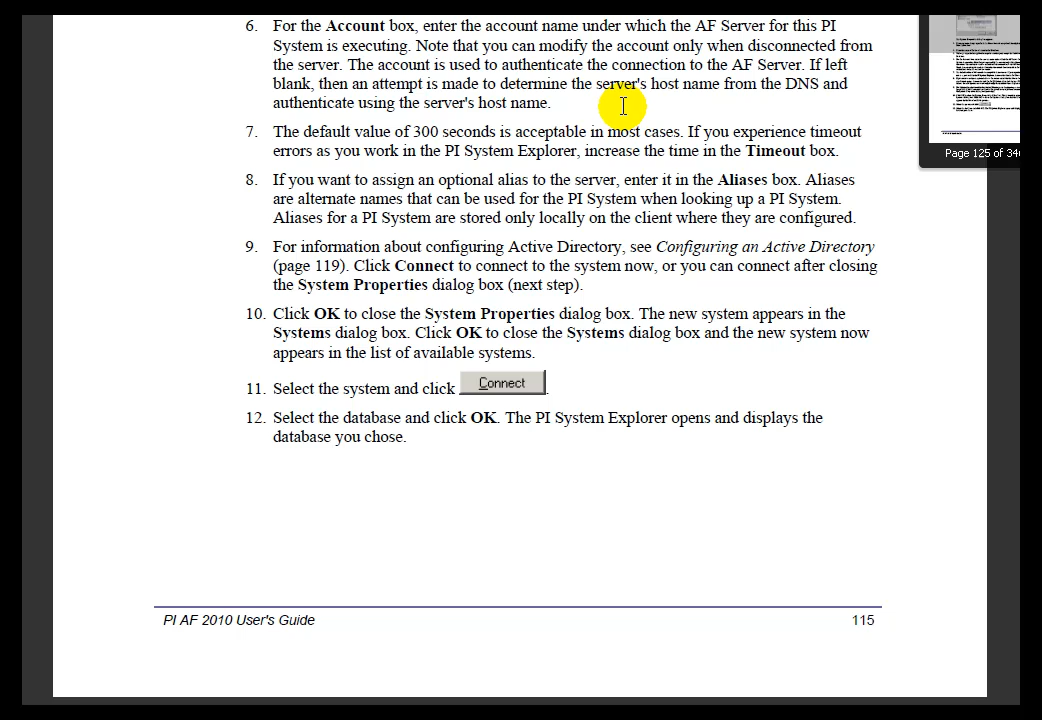 6. For the Account box, enter the account name under which the AF Server for this PI
System is executing. Note that you can modify the account only when disconnected from
the server. The account is used to authenticate the connection to the AF Server. If left
blank, then an attempt is made to determine the server's host name from the DNS and
authenticate using the server's host name.
7. The default value of 300 seconds is acceptable in most cases. If you experience timeout
errors as you work in the PI System Explorer, increase the time in the Timeout box.
8. If you want to assign an optional alias to the server, enter it in the Aliases box. Aliases
are alternate names that can be used for the PI System when looking up a PI System.
Aliases for a PI System are stored only locally on the client where they are configured.
9. For information about configuring Active Directory, see Configuring an Active Directory
(page 119). Click Connect to connect to the system now, or you can connect after closing
the System Properties dialog box (next step).
10. Click OK to close the System Properties dialog box. The new system appears in the
Systems dialog box. Click OK to close the Systems dialog box and the new system now
appears in the list of available systems.
11. Select the system and click Connect.
12. Select the database and click OK. The PI System Explorer opens and displays the
database you chose.
PI AF 2010 User's Guide 115
Page 125 of